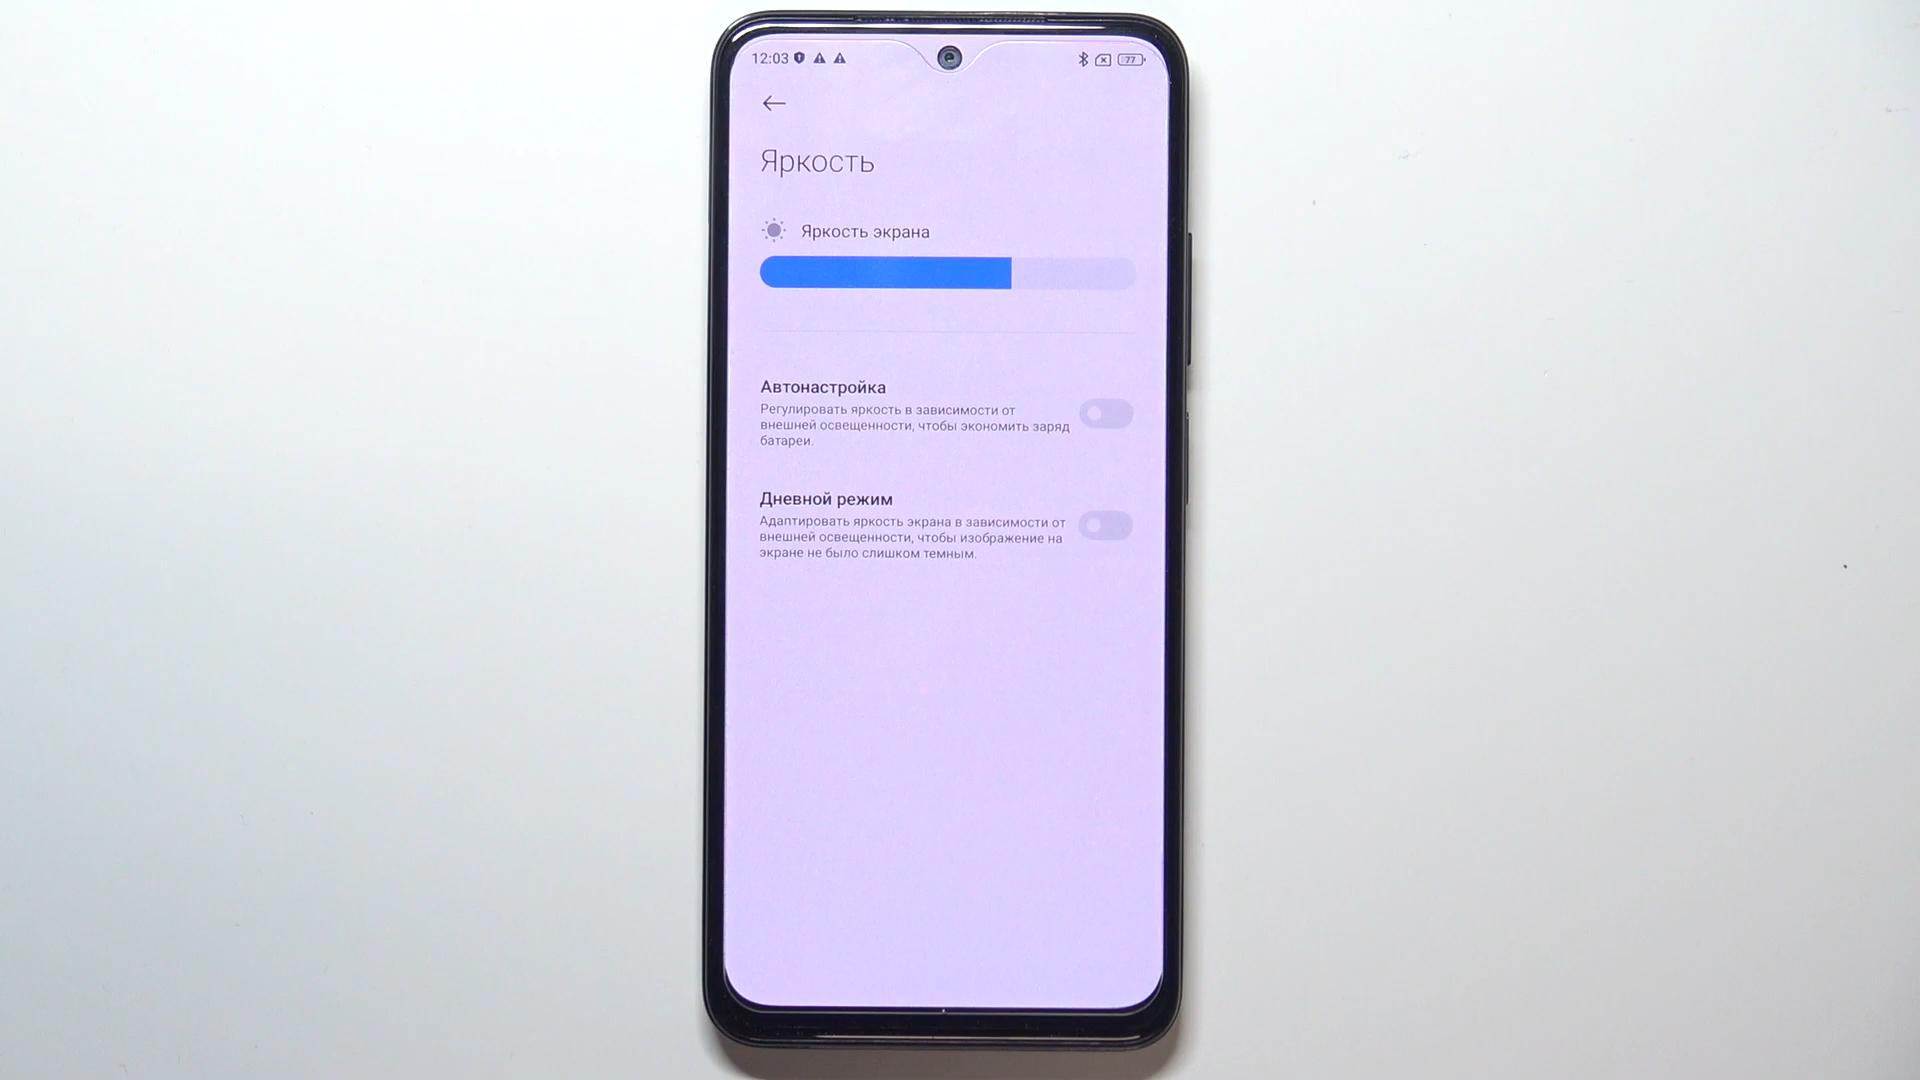 12:03
77
Яркость
Яркость экрана
Автонастройка
Регулировать яркость в зависимости от
внешней освещенности, чтобы экономить заряд
батареи.
Дневной режим
Адаптировать яркость экрана в зависимости от
внешней освещенности, чтобы изображение на
экране не было слишком темным.